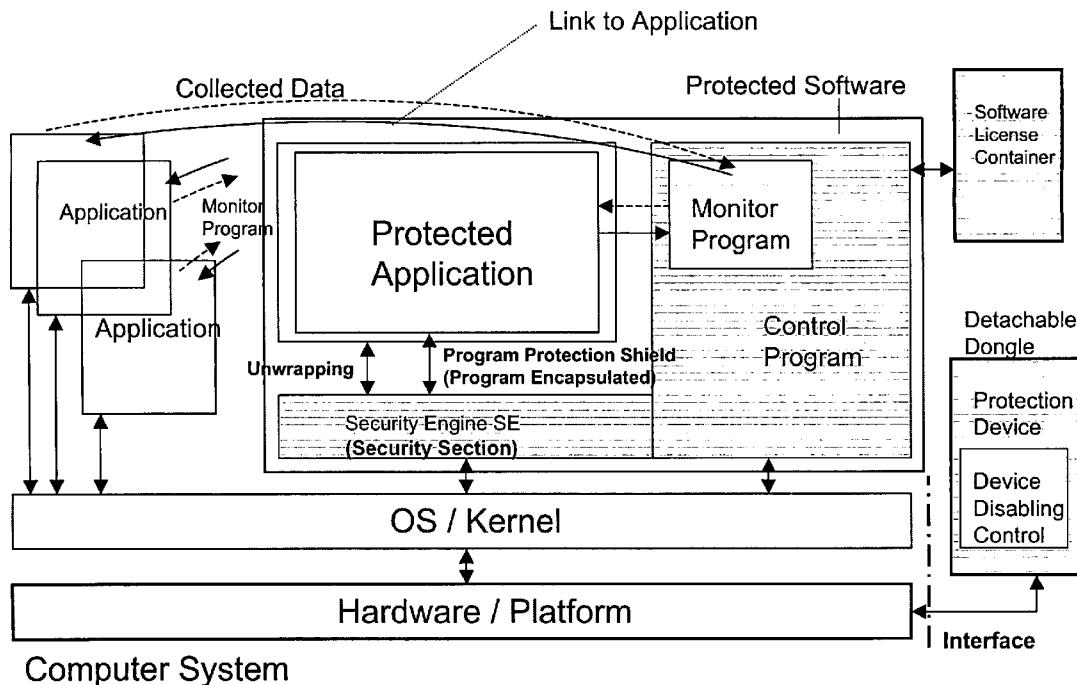 Link to Application
Collected Data
Protected Software
Software
License
Container
Application
Monitor
Program
Application
Protected
Application
Monitor
Program
Control
Program
Unwrapping
Program Protection Shield
(Program Encapsulated)
Security Engine SE
(Security Section)
Detachable
Dongle
Protection
Device
Device
Disabling
Control
OS / Kernel
Hardware / Platform
Interface
Computer System